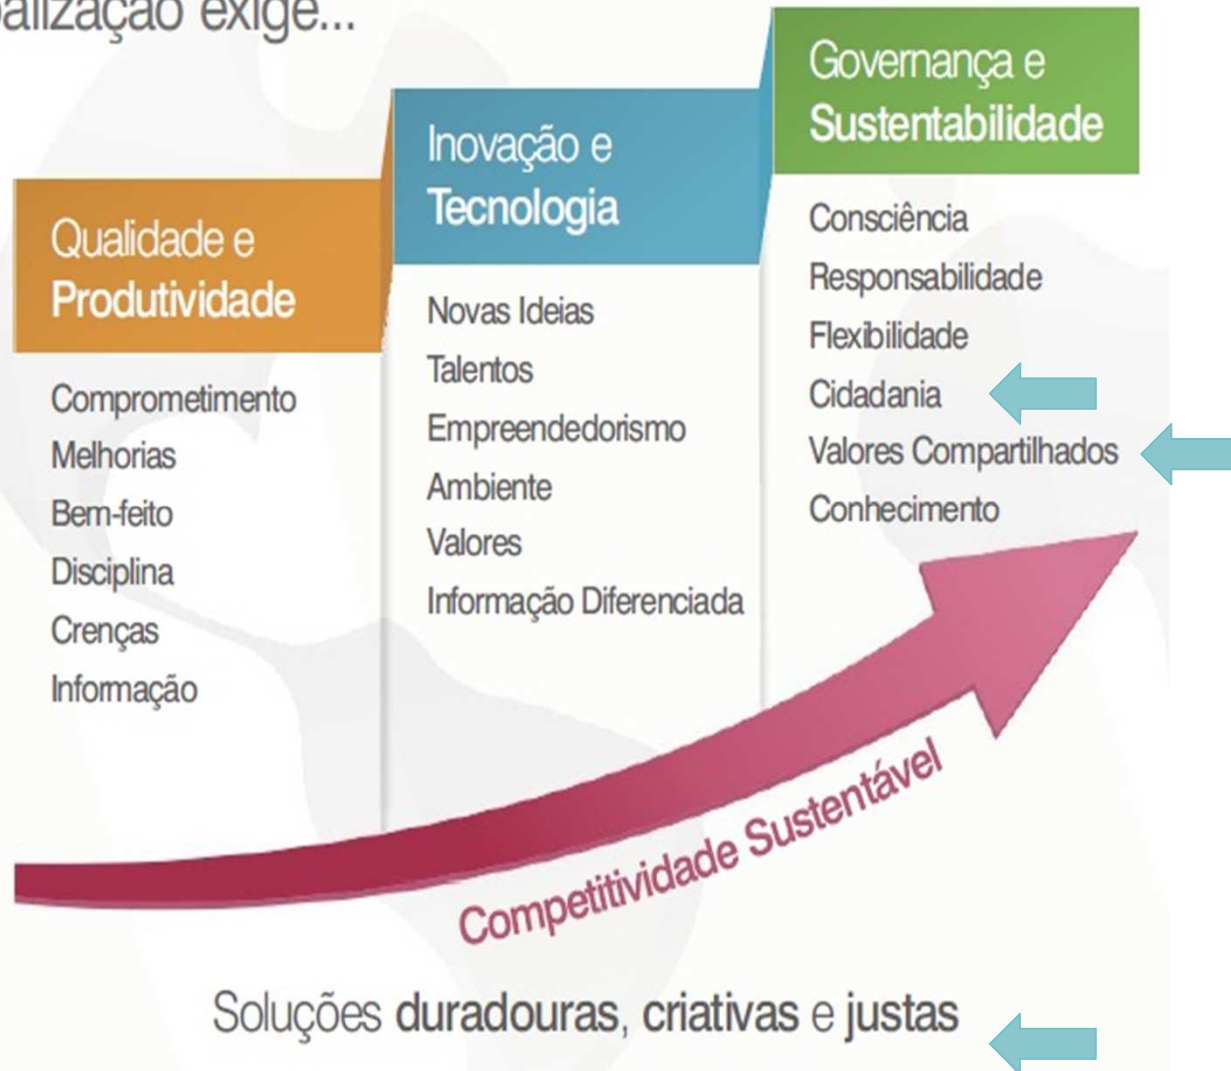 exige...
Qualidade e
Produtividade
Comprometimento
Melhorias
Bem-feito
Disciplina
Crenças
Informação
Inovação e
Tecnologia
Novas Ideias
Talentos
Empreendedorismo
Ambiente
Valores
Informação Diferenciada
Governança e
Sustentabilidade
Consciência
Responsabilidade
Flexibilidade
Cidadania
Valores Compartilhados
Conhecimento
Competitividade Sustentável
Soluções duradouras, criativas e justas